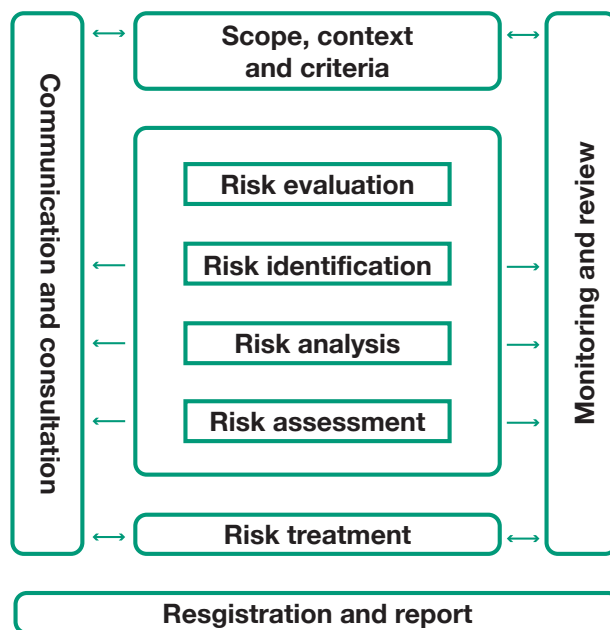 Scope, context
and criteria
Communication and consultation
Monitoring and review
Risk evaluation
Risk identification
Risk analysis
Risk assessment
Risk treatment
Resgistration and report